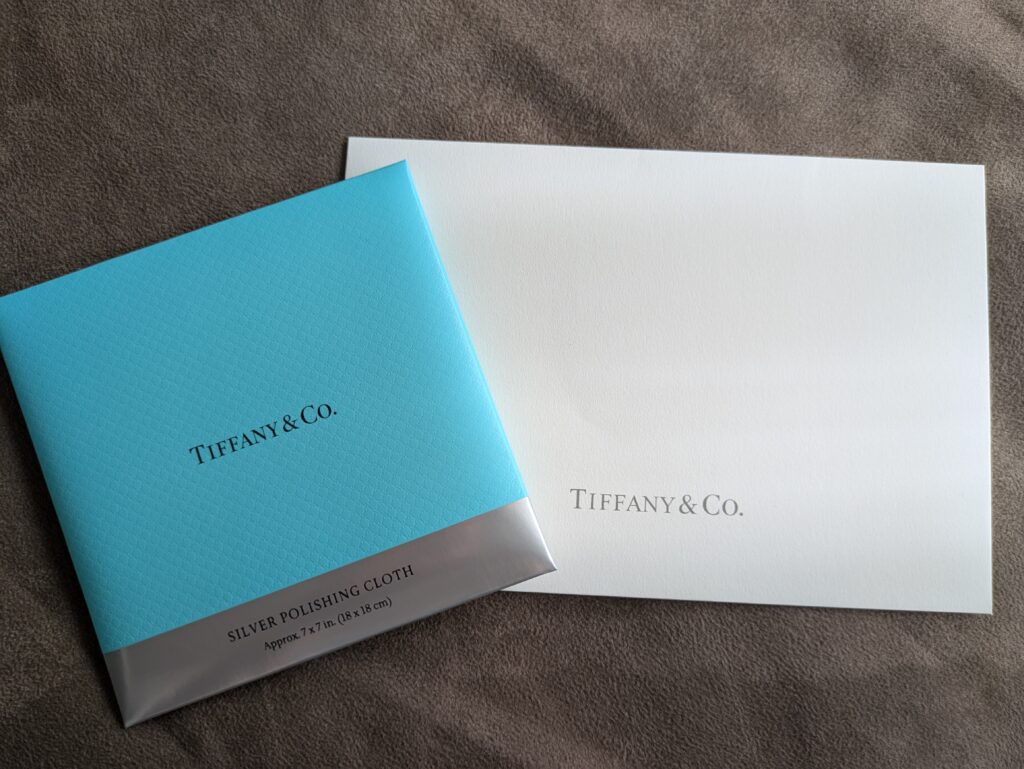 TIFFANY & CO.
SILVER POLISHING CLOTH
Approx. 7 x 7 in. (18 x 18 cm)
TIFFANY & CO.